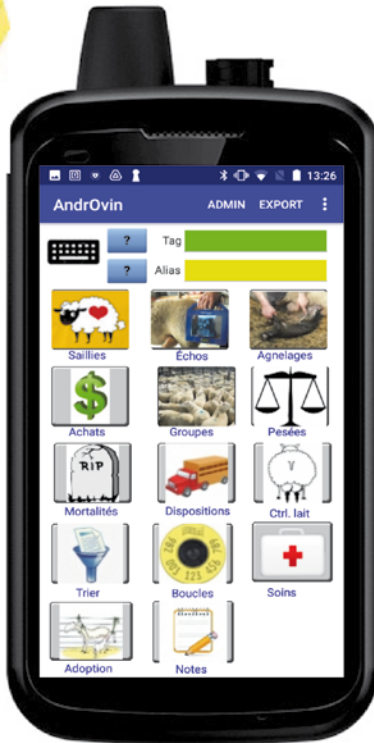 13:26
AndrOvin ADMIN EXPORT
? Tag
? Alias
Saillies Échos Agnelages
Achats Groupes Pesées
RIP
Mortalités Dispositions Ctrl. lait
Trier Boucles Soins
Adoption Notes